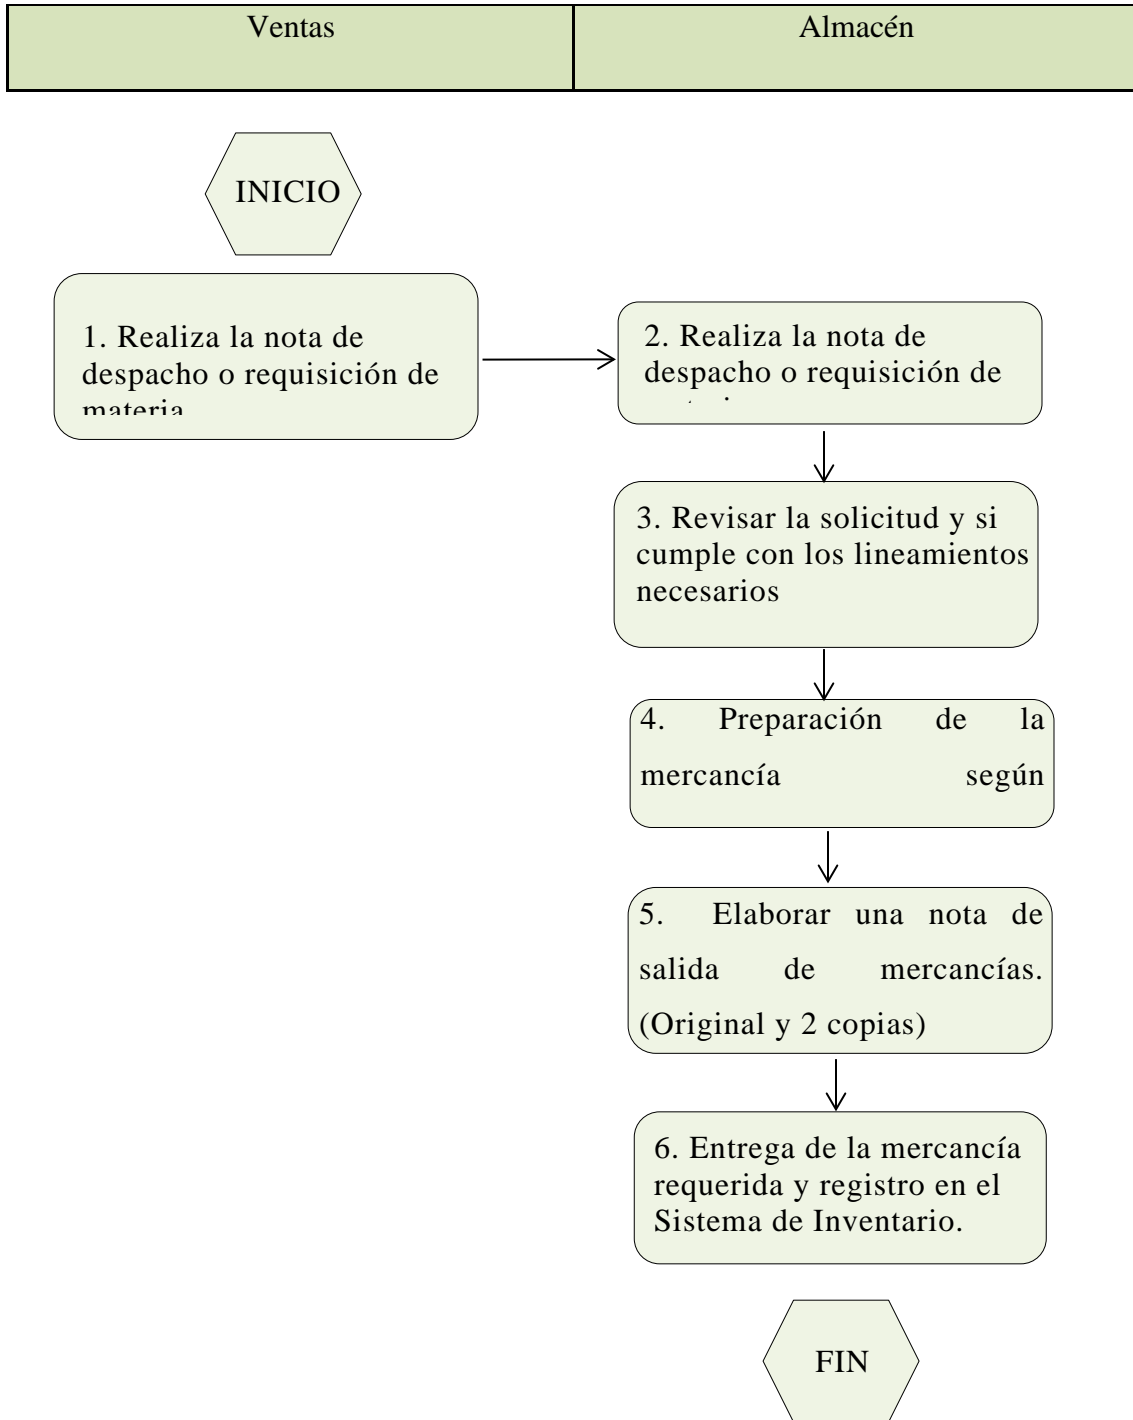 Ventas
Almacén
INICIO
1. Realiza la nota de
despacho o requisición de
materia
2. Realiza la nota de
despacho o requisición de
3. Revisar la solicitud y si
cumple con los lineamientos
necesarios
4. Preparación de la
mercancía según
5. Elaborar una nota de
salida de mercancías.
(Original y 2 copias)
6. Entrega de la mercancía
requerida y registro en el
Sistema de Inventario.
FIN